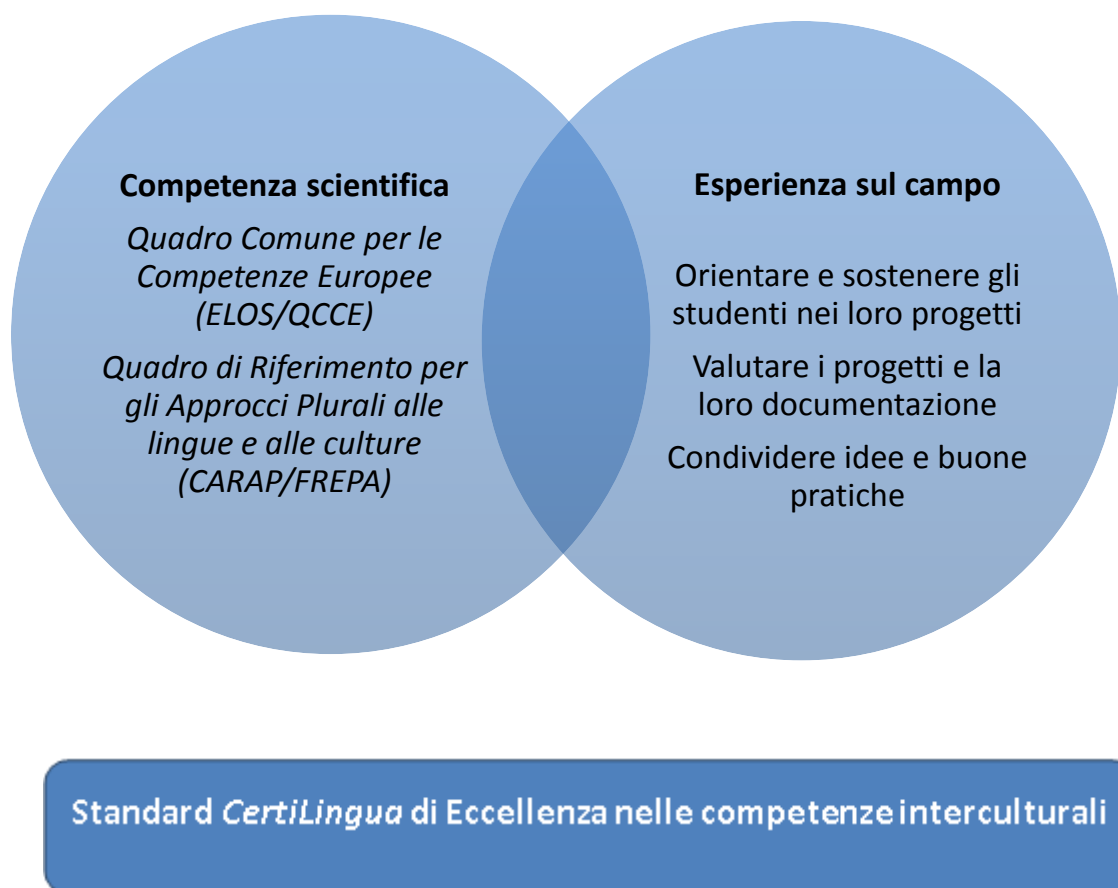 Competenza scientifica
Quadro Comune per le
Competenze Europee
(ELOS/QCCE)
Quadro di Riferimento per
gli Approcci Plurali alle
lingue e alle culture
(CARAP/FREPA)
Esperienza sul campo
Orientare e sostenere gli
studenti nei loro progetti
Valutare i progetti e la
loro documentazione
Condividere idee e buone
pratiche
Standard CertiLingua di Eccellenza nelle competenze interculturali